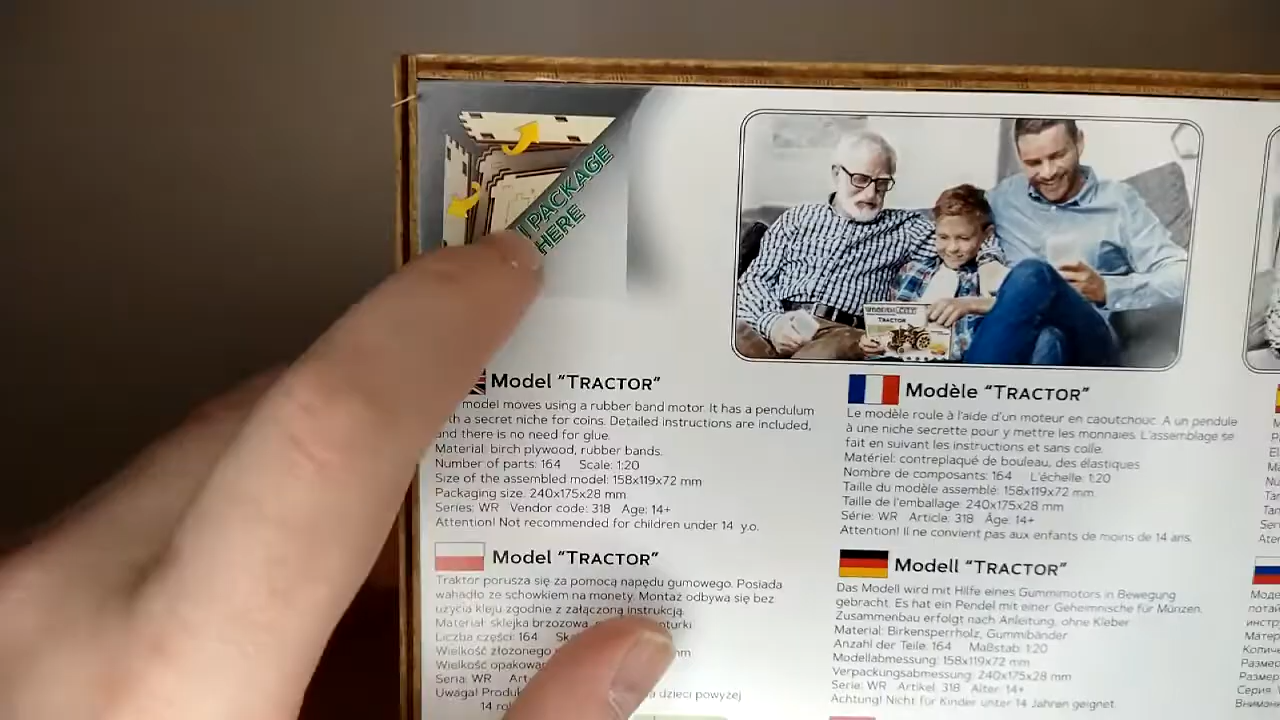 PACKAGE
HERE
TRACTOR
Model "TRACTOR"
model moves using a rubber band motor. It has a pendulum
a secret niche for coins. Detailed instructions are included,
and there is no need for glue.
Material: birch plywood, rubber bands.
Number of parts: 164 Scale: 1:20
Size of the assembled model: 158x119x72 mm
Packaging size: 240x175x28 mm
Series: WR Vendor code: 318 Age: 14+
Attention! Not recommended for children under 14 y.o.
Modèle "TRACTOR"
Le modèle roule à l'aide d'un moteur en caoutchouc. A un pendule
à une niche secrette pour y mettre les monnaies. L'assemblage se
fait en suivant les instructions et sans colle.
Matériel: contreplaqué de bouleau, des élastiques
Nombre de composants: 164 L'échelle: 1:20
Taille du modèle assemblé: 158x119x72 mm
Taille de l'emballage: 240x175x28 mm
Série: WR Article: 318 Âge: 14+
Attention! Il ne convient pas aux enfants de moins de 14 ans.
Model "TRACTOR"
Traktor porusza się za pomocą napędu gumowego. Posiada
wahadło ze schowkiem na monety. Montaż odbywa się bez
użycia kleju zgodnie z załączoną instrukcją.
Materiał: sklejka brzozowa,
Liczba części: 164
Wielkość złożonego
Wielkość
Seria: WR
Uwaga!
dzieci powyżej
14
Modell "TRACTOR"
Das Modell wird mit Hilfe eines Gummimotors in Bewegung
gebracht. Es hat ein Pendel mit einer Geheimnische für Münzen.
Zusammenbau erfolgt nach Anleitung, ohne Kleber
Material: Birkensperrholz, Gummibänder
Anzahl der Teile: 164 Maßstab: 1:20
Modellabmessung: 158x119x72 mm
Verpackungsabmessung: 240x175x28 mm
Serie: WR Artikel: 318 Alter: 14+
Achtung! Nicht für Kinder unter 14 Jahren geignet